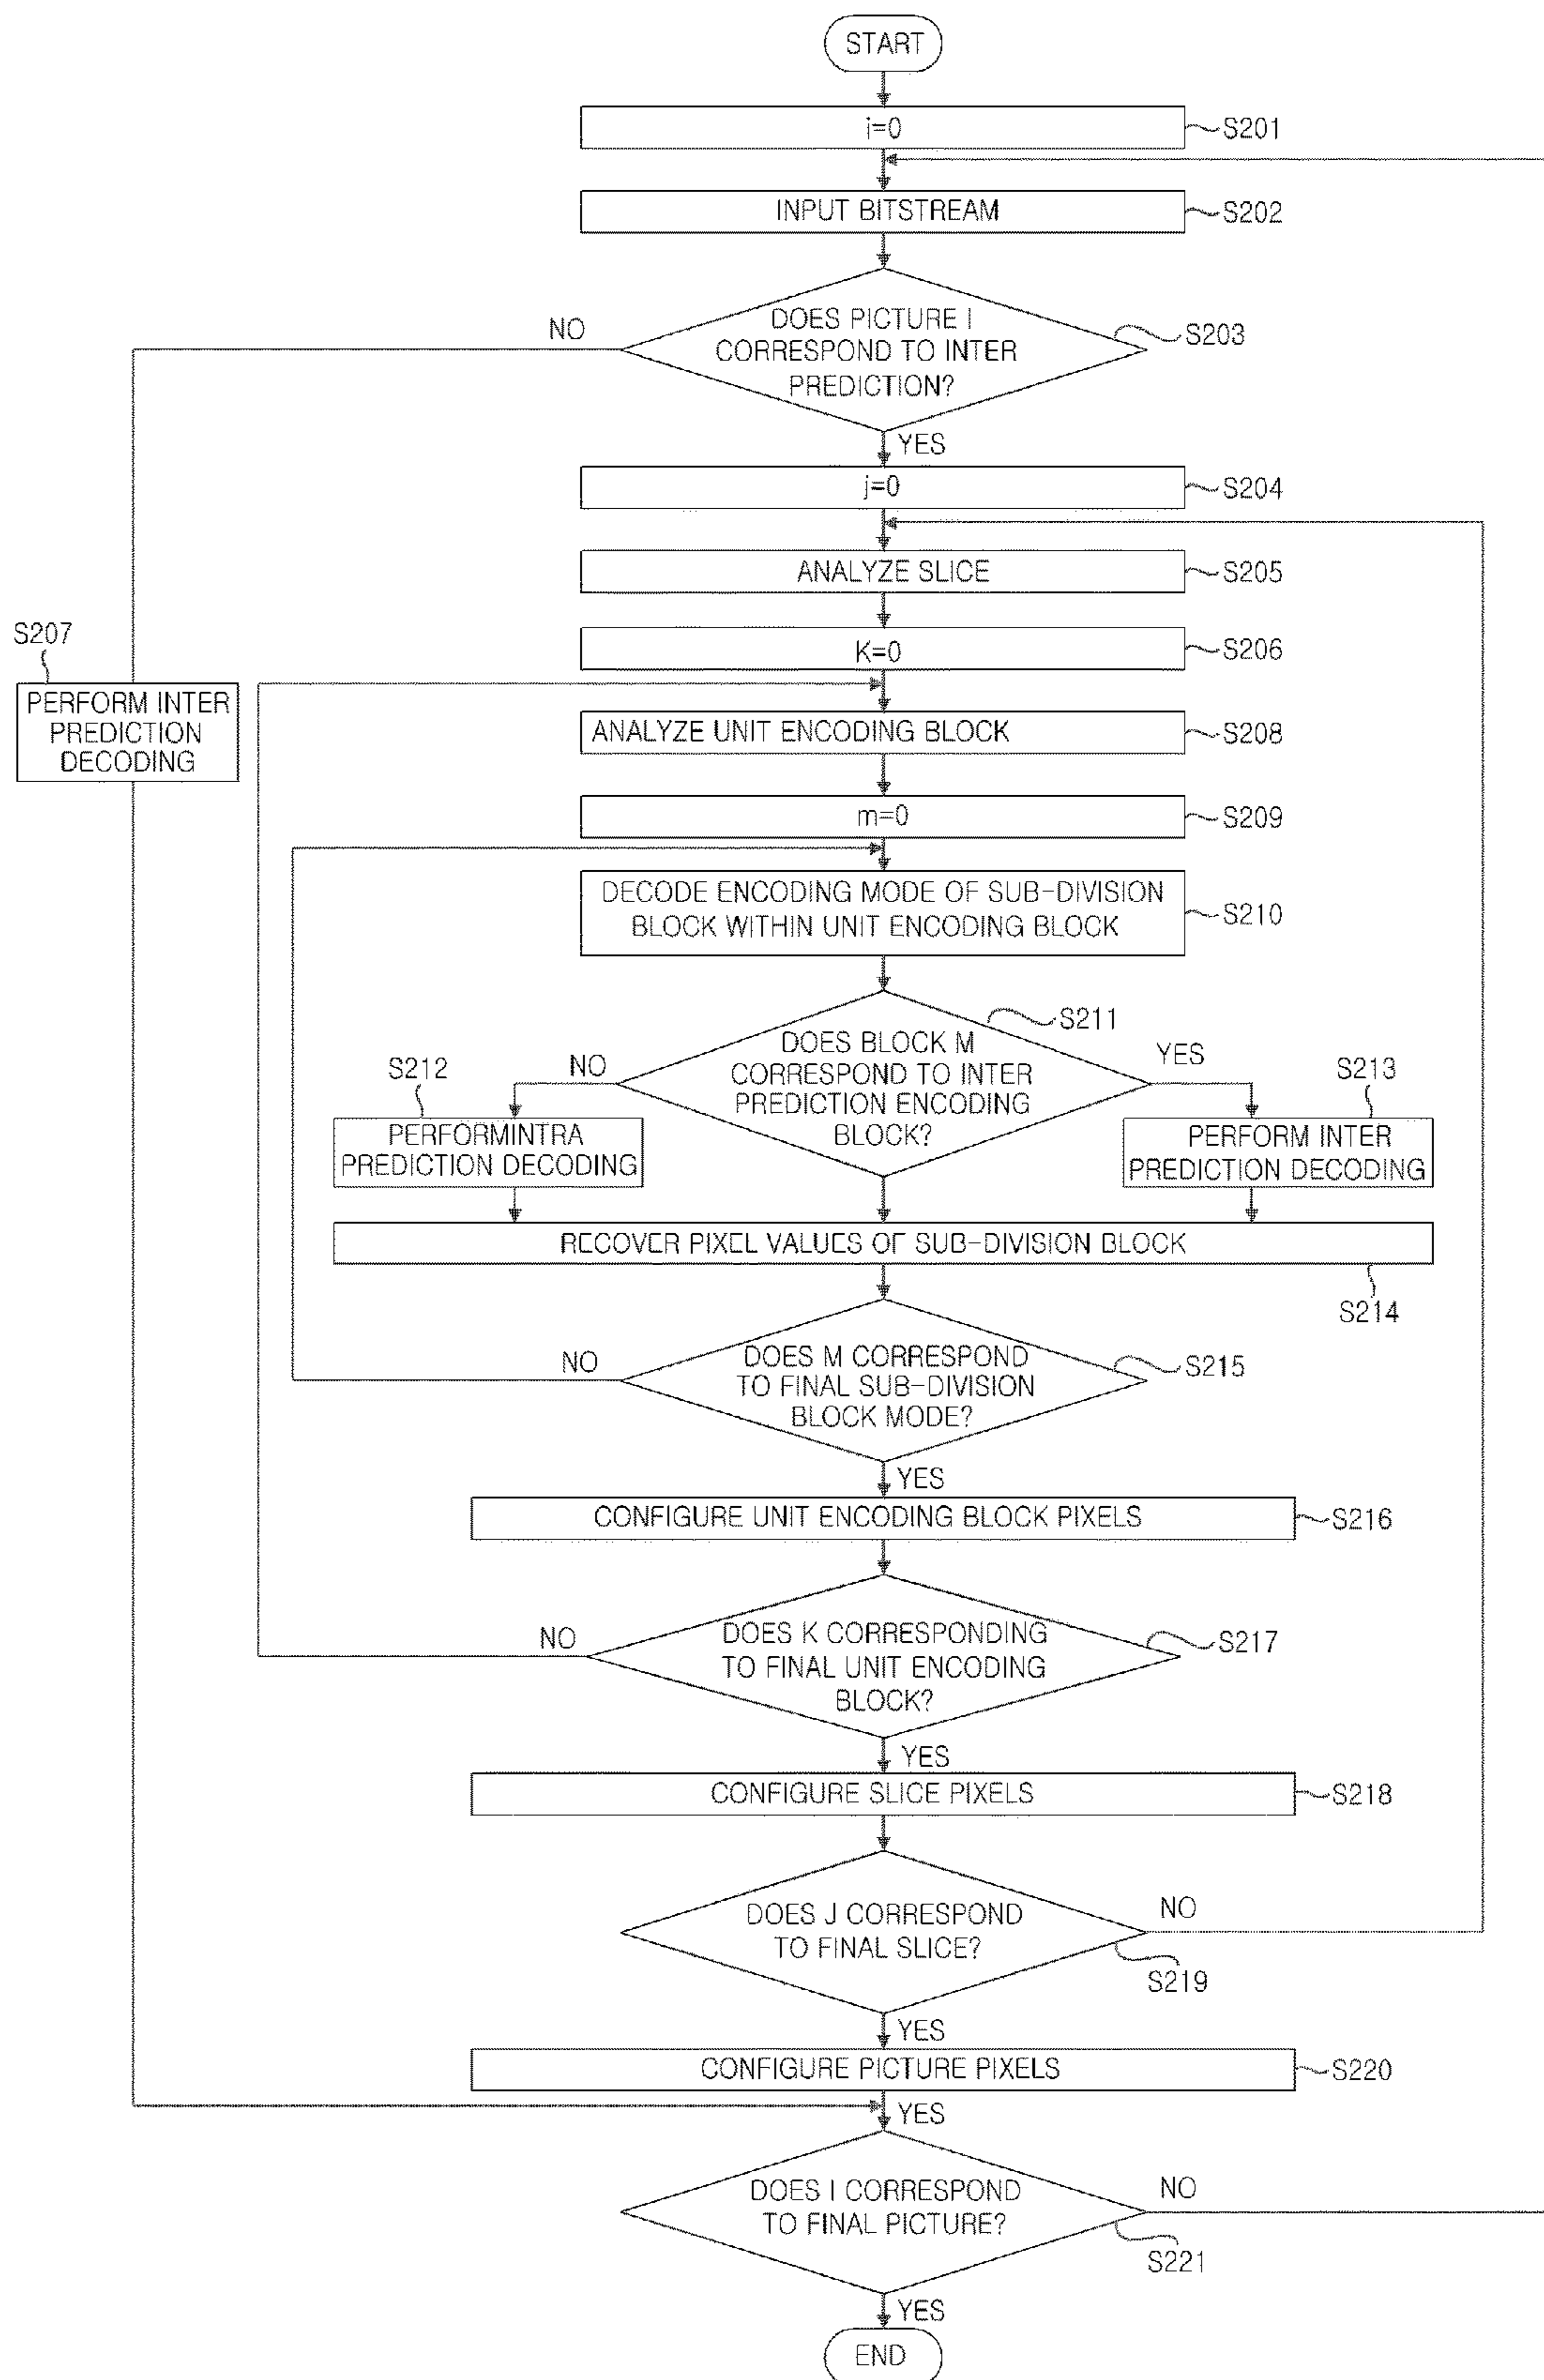 START
i=0
S201
INPUT BITSTREAM
S202
DOES PICTURE I
CORRESPOND TO INTER
PREDICTION?
S203
NO
YES
j=0
S204
ANALYZE SLICE
S205
K=0
S206
S207
PERFORM INTER
PREDICTION
DECODING
ANALYZE UNIT ENCODING BLOCK
S208
m=0
S209
DECODE ENCODING MODE OF SUB-DIVISION
BLOCK WITHIN UNIT ENCODING BLOCK
S210
DOES BLOCK M
CORRESPOND TO INTER
PREDICTION ENCODING
BLOCK?
S211
NO
YES
S212
PERFORMINTRA
PREDICTION DECODING
S213
PERFORM INTER
PREDICTION DECODING
RECOVER PIXEL VALUES OF SUB-DIVISION BLOCK
S214
DOES M CORRESPOND
TO FINAL SUB-DIVISION
BLOCK MODE?
S215
NO
YES
CONFIGURE UNIT ENCODING BLOCK PIXELS
S216
DOES K CORRESPONDING
TO FINAL UNIT ENCODING
BLOCK?
S217
NO
YES
CONFIGURE SLICE PIXELS
S218
DOES J CORRESPOND
TO FINAL SLICE?
NO
S219
YES
CONFIGURE PICTURE PIXELS
S220
YES
DOES I CORRESPOND
TO FINAL PICTURE?
NO
S221
YES
END